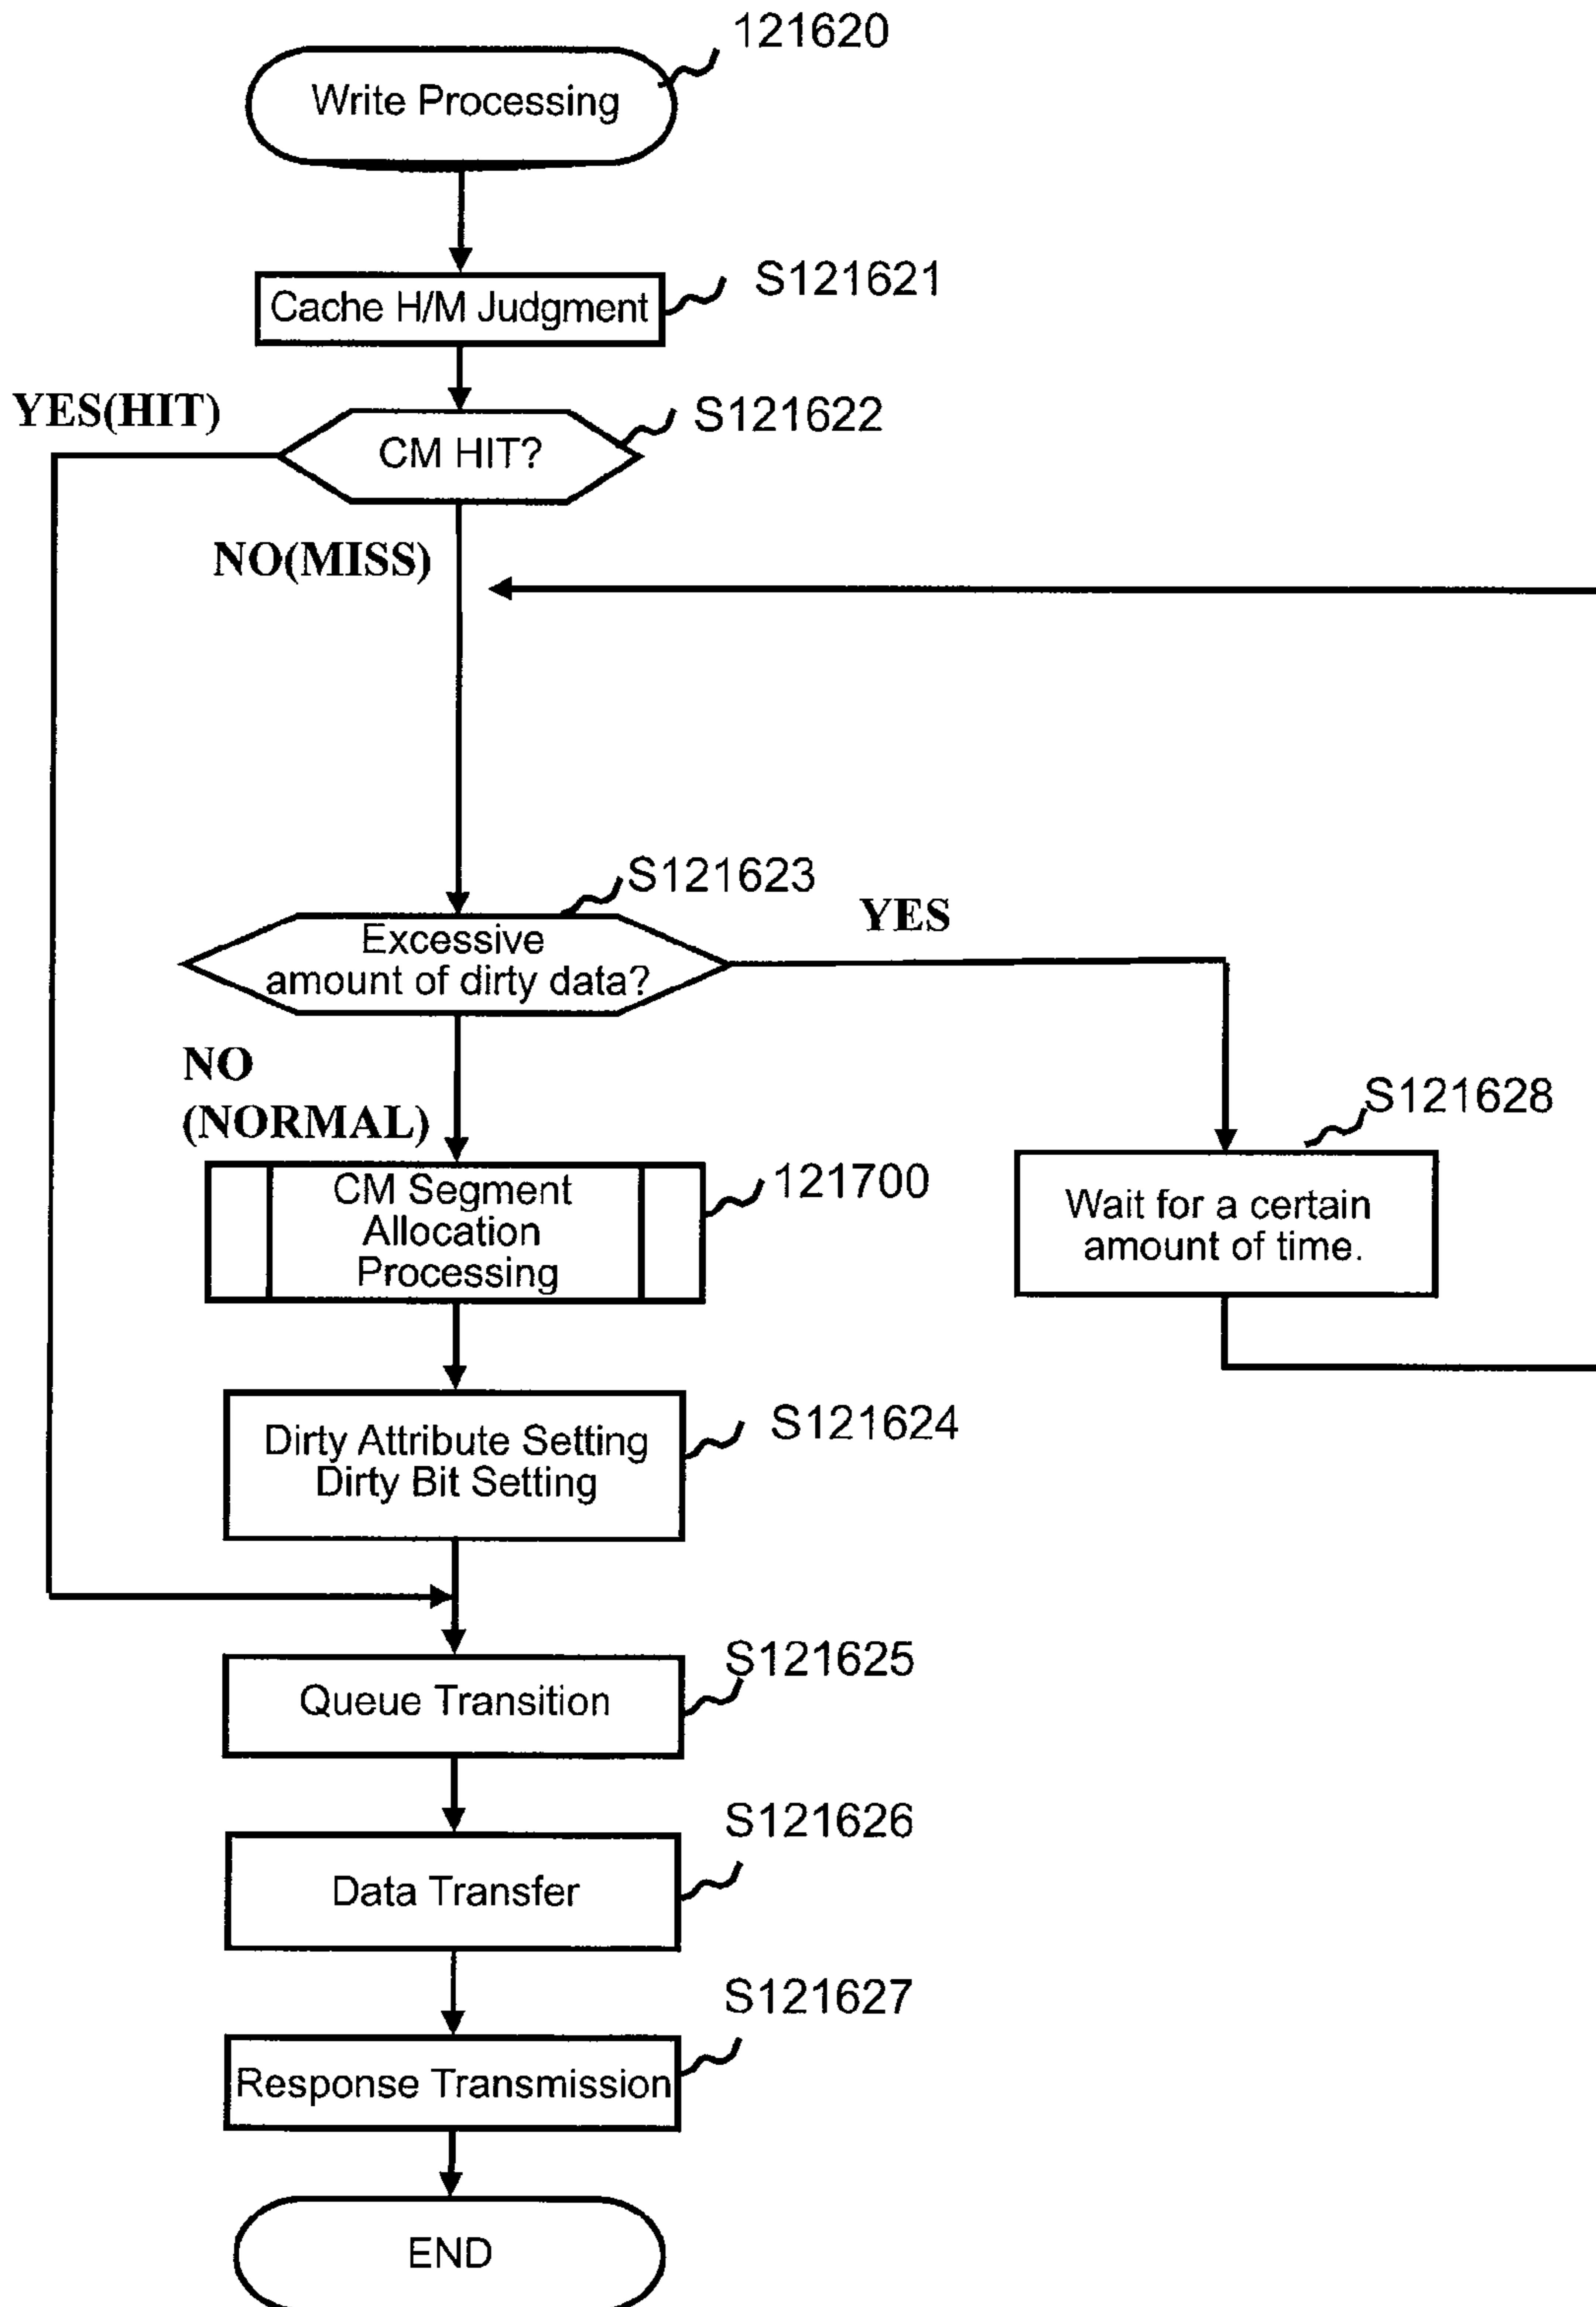 121620
Write Processing
S121621
Cache H/M Judgment
YES(HIT)
S121622
CM HIT?
NO(MISS)
S121623
YES
Excessive
amount of dirty data?
NO
(NORMAL)
S121628
121700
CM Segment
Allocation
Processing
Wait for a certain
amount of time.
S121624
Dirty Attribute Setting
Dirty Bit Setting
S121625
Queue Transition
S121626
Data Transfer
S121627
Response Transmission
END